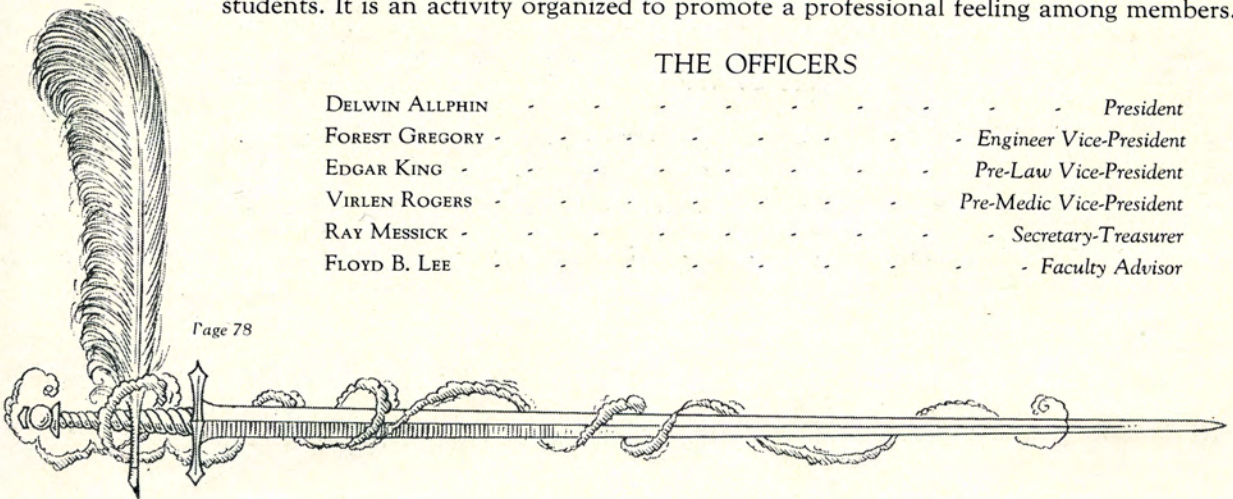 students. It is an activity organized to promote a professional feeling among members.
THE OFFICERS
DELWIN ALLPHIN - - - - - - - - - President
FOREST GREGORY - - - - - - - - Engineer Vice-President
EDGAR KING - - - - - - - - Pre-Law Vice-President
VIRLEN ROGERS - - - - - - - Pre-Medic Vice-President
RAY MESSICK - - - - - - - - - Secretary-Treasurer
FLOYD B. LEE - - - - - - - - - Faculty Advisor
Page 78